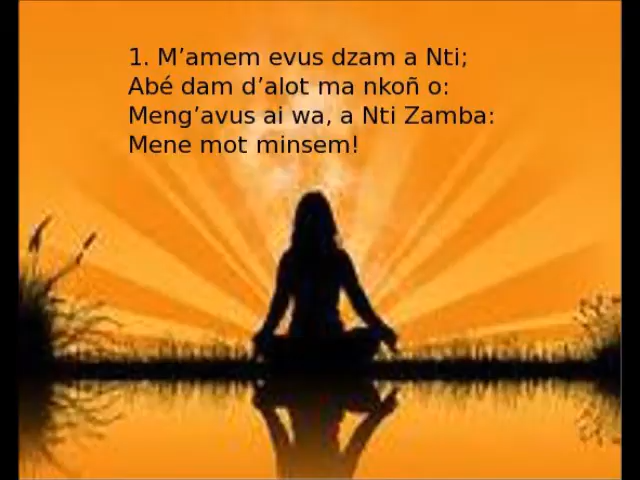 1. M’amem evus dzam a Nti;
Abé dam d’alot ma nkoñ o:
Meng’avus ai wa, a Nti Zamba:
Mene mot minsem!